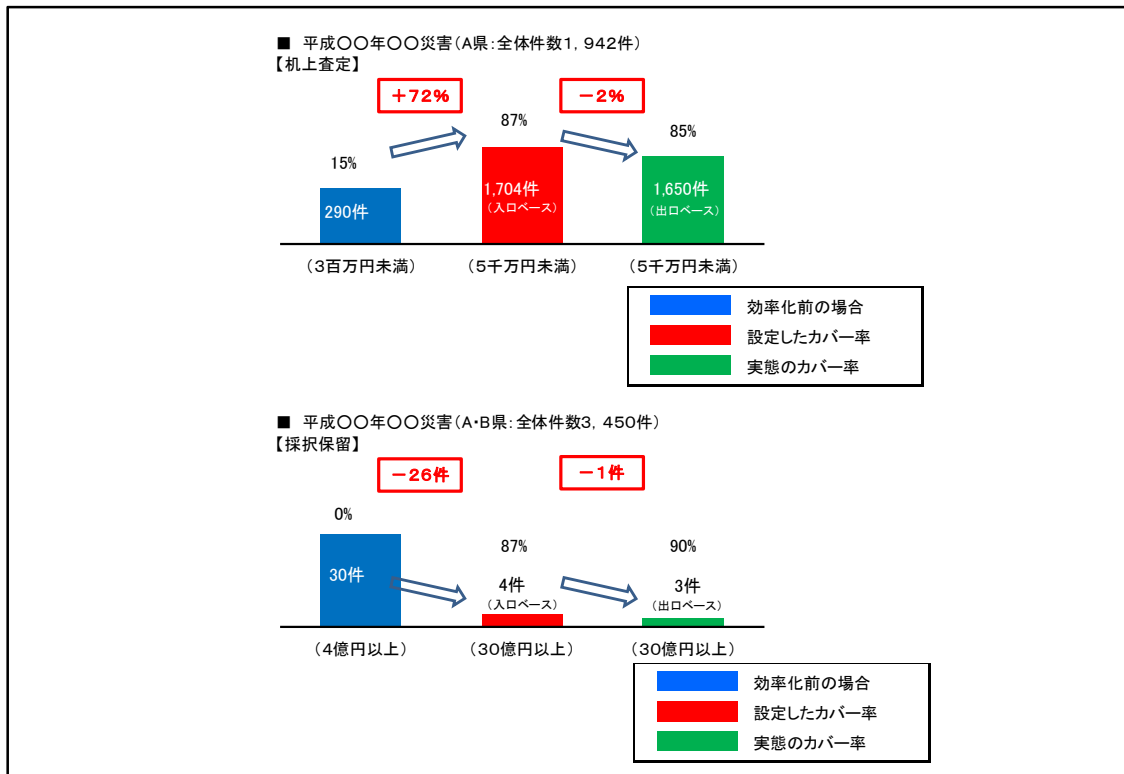 ■ 平成〇〇年〇〇災害(A県:全体件数1,942件)
【机上査定】
+72%
-2%
87%
85%
15%
1,704件
(入口ベース)
1,650件
(出口ベース)
290件
(3百万円未満)
(5千万円未満)
(5千万円未満)
効率化前の場合
設定したカバー率
実態のカバー率
■ 平成〇〇年〇〇災害(A・B県:全体件数3,450件)
【採択保留】
-26件
-1件
0%
87%
90%
30件
4件
(入口ベース)
3件
(出口ベース)
(4億円以上)
(30億円以上)
(30億円以上)
効率化前の場合
設定したカバー率
実態のカバー率